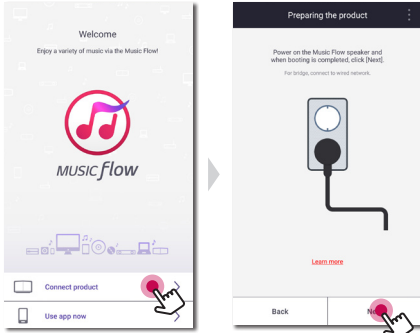 Welcome
Enjoy a variety of music via the Music Flow!
MUSIC flow
Connect product
Use app now
Preparing the product
Power on the Music Flow speaker and
when booting is completed, click [Next].
For bridge, connect to wired network.
Learn more
Back